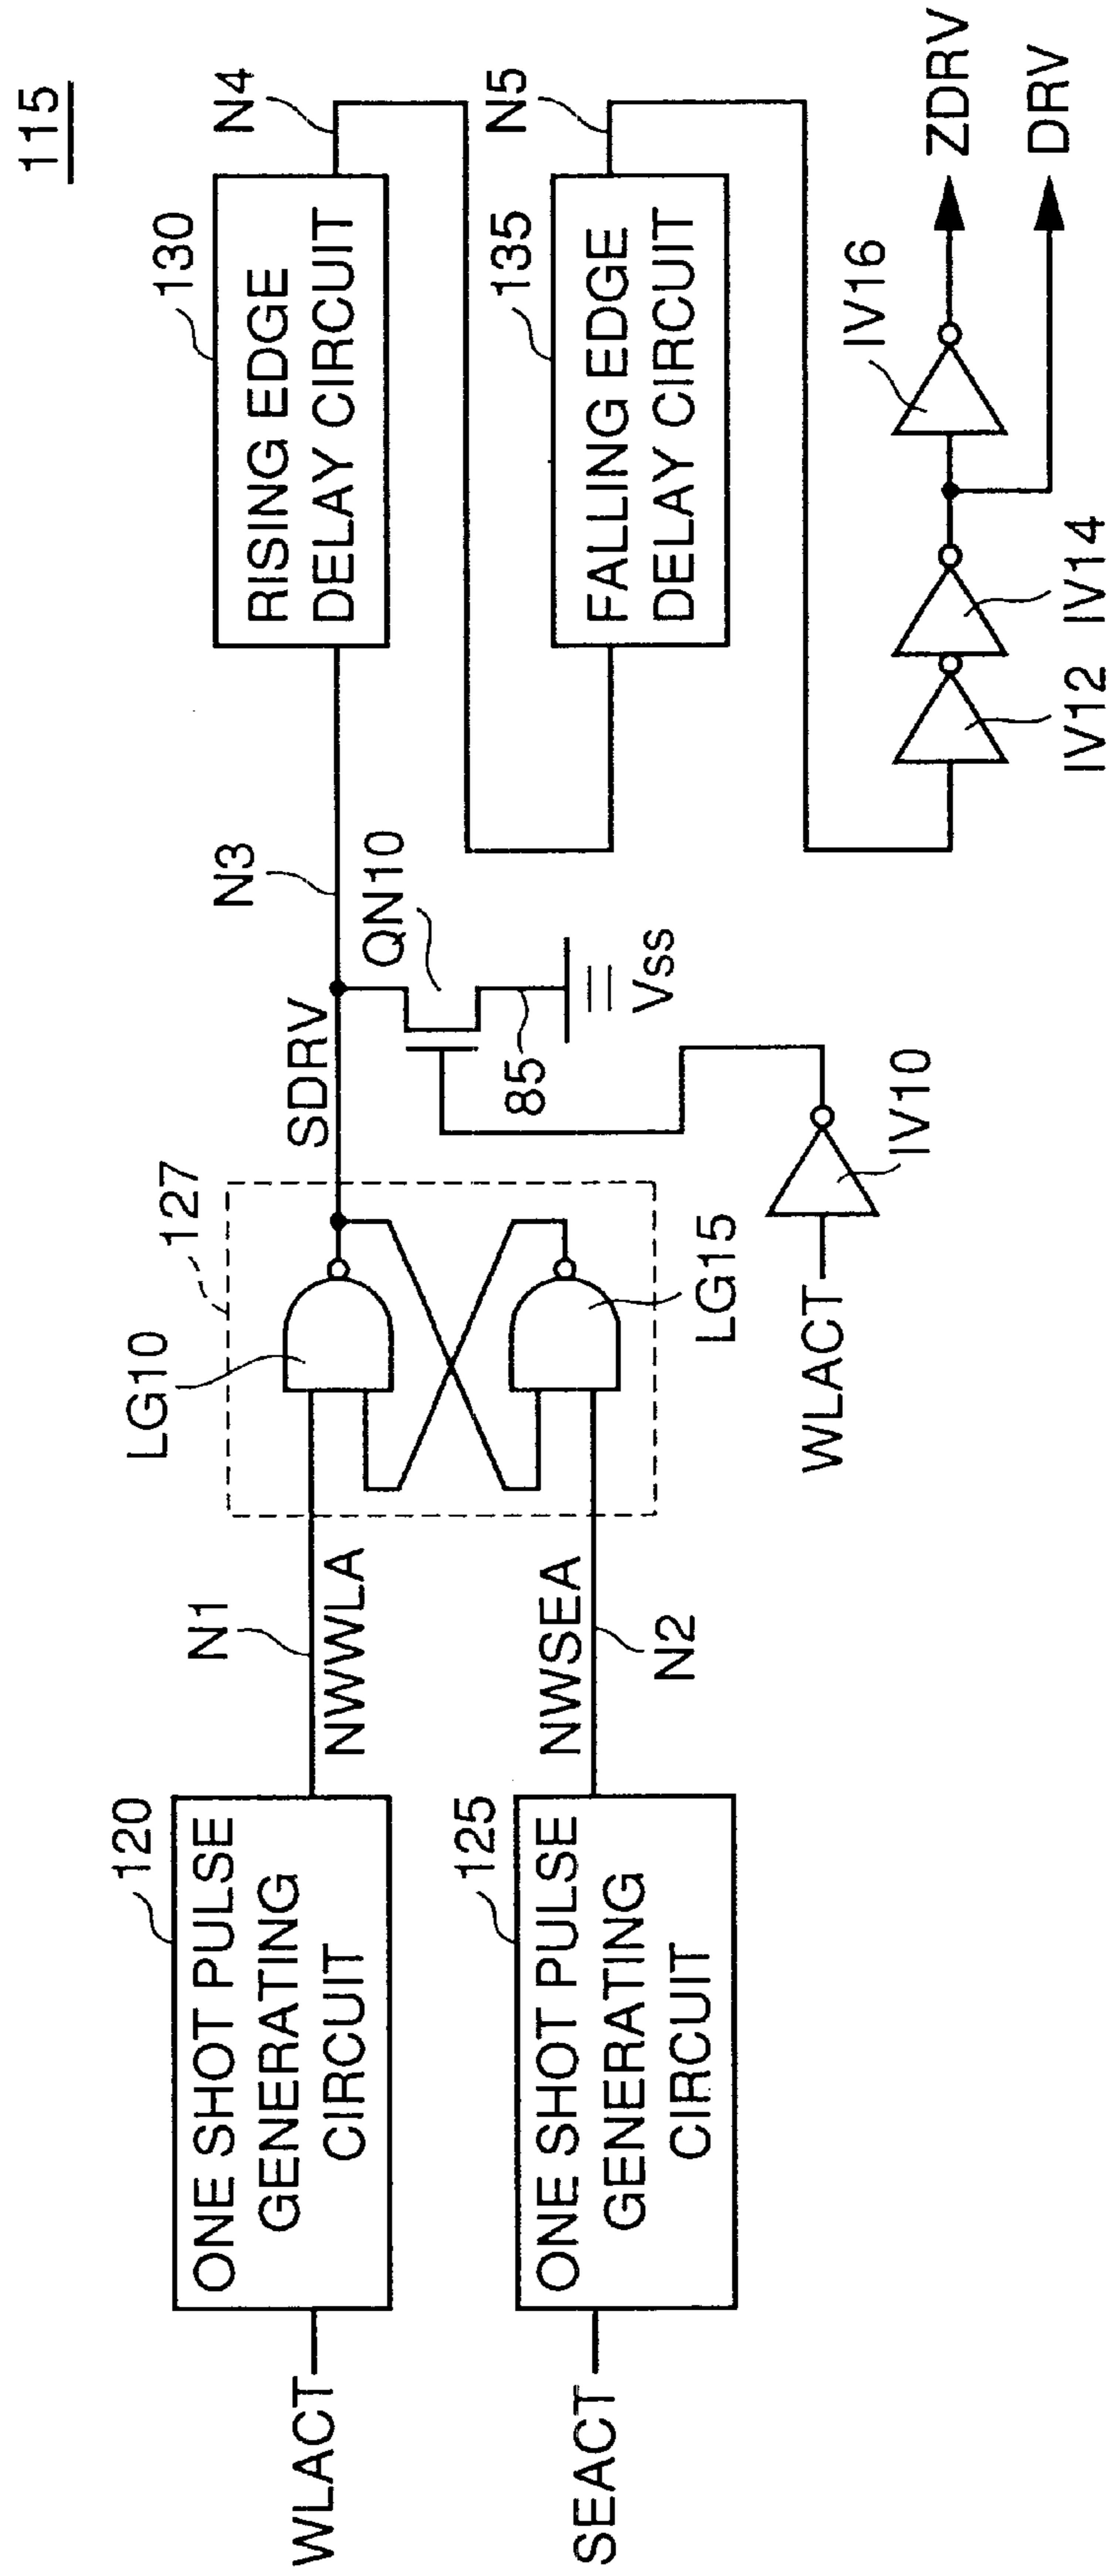 115
WLACT
120
ONE SHOT PULSE
GENERATING
CIRCUIT
N1
NWWLA
SEACT
125
ONE SHOT PULSE
GENERATING
CIRCUIT
NWSEA
N2
127
LG10
LG15
SDRV
N3
QN10
85
Vss
WLACT
IV10
130
RISING EDGE
DELAY CIRCUIT
N4
135
FALLING EDGE
DELAY CIRCUIT
N5
IV12
IV14
IV16
ZDRV
DRV